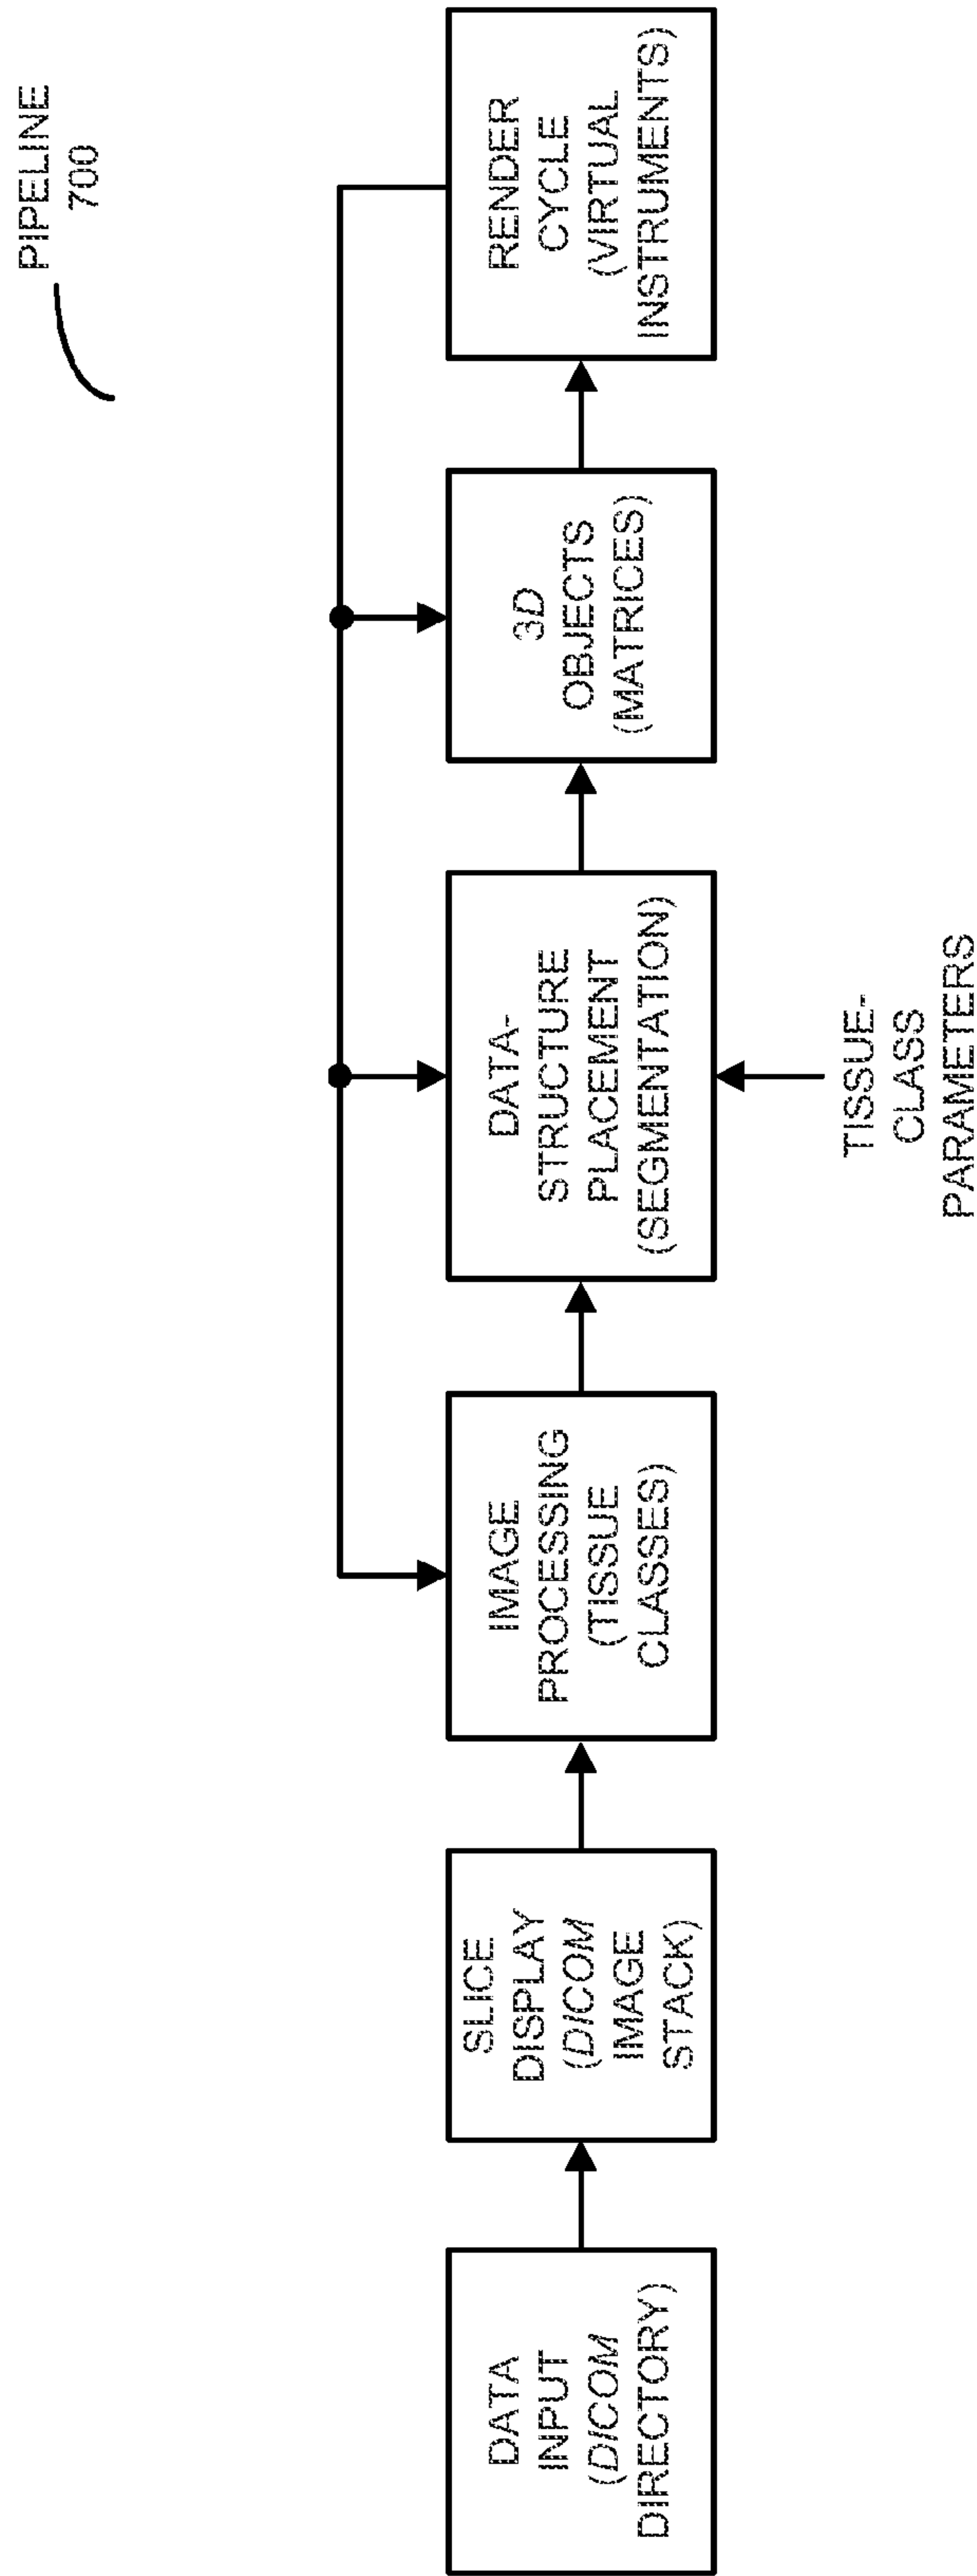 PIPELINE
700
DATA
INPUT
(DICOM
DIRECTORY)
SLICE
DISPLAY
(DICOM
IMAGE
STACK)
IMAGE
PROCESSING
(TISSUE
CLASSES)
DATA-
STRUCTURE
PLACEMENT
(SEGMENTATION)
3D
OBJECTS
(MATRICES)
RENDER
CYCLE
(VIRTUAL
INSTRUMENTS)
TISSUE-
CLASS
PARAMETERS